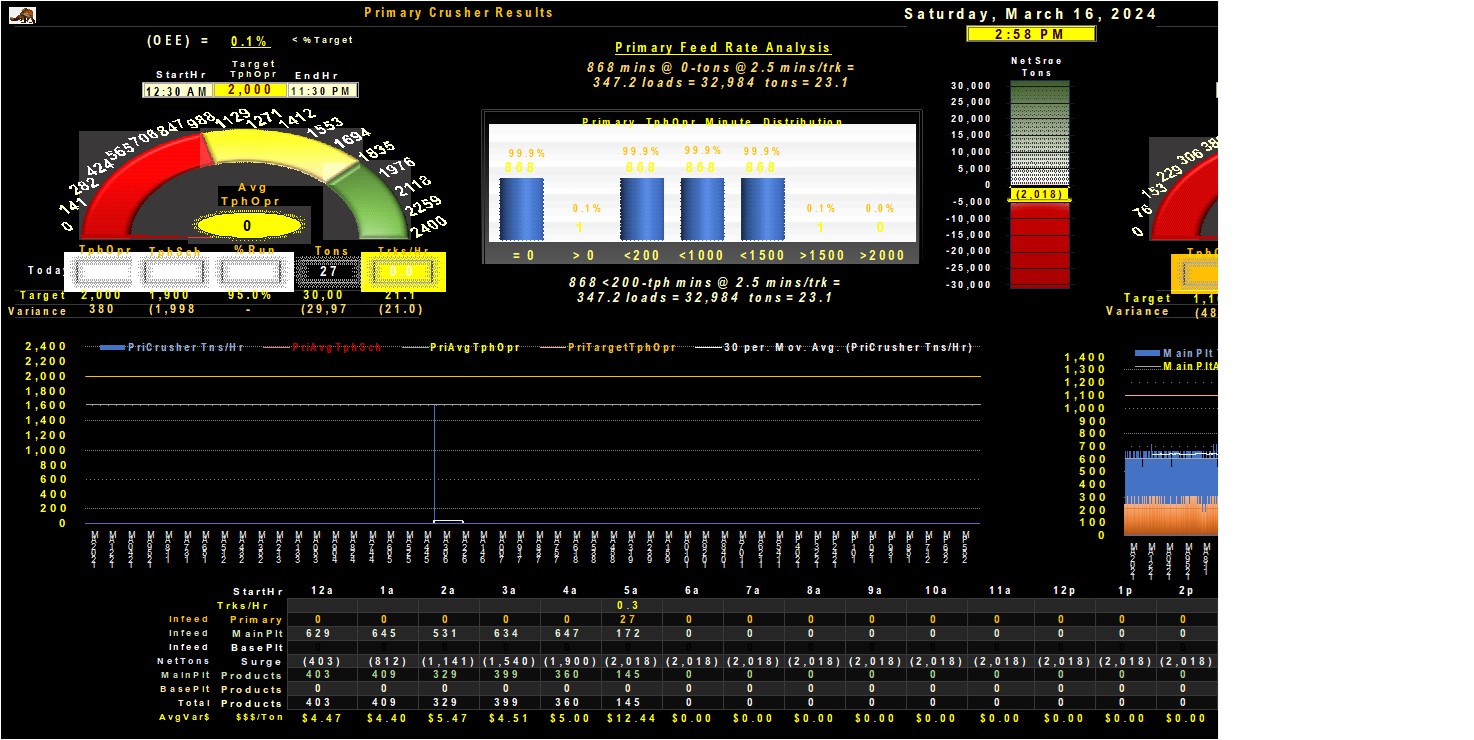 Primary Crusher Results
Saturday, March 16, 2024
2:58 PM
(OEE) = 0.1% < %Target
StartHr Target TphOpr EndHr
12:30 AM 2,000 11:30 PM
0 141 282 424 565 706 847 988 1129 1271 1412 1553 1694 1835 1976 2118 2259 2400
Avg
TphOpr
0
TphOpr TphSch %Run Tons Trks/Hr
Today 27 0.0
Target 2,000 1,900 95.0% 30,00 21.1
Variance 380 (1,998 - (29,97 (21.0)
Primary Feed Rate Analysis
868 mins @ 0-tons @ 2.5 mins/trk =
347.2 loads = 32,984 tons = 23.1
Primary TphOpr Minute Distribution
99.9% 99.9% 99.9% 99.9%
868 868 868 868
0.1% 0.1% 0.0%
1 1 0
= 0 > 0 <200 <1000 <1500 >1500 >2000
868 <200-tph mins @ 2.5 mins/trk =
347.2 loads = 32,984 tons = 23.1
NetSrge
Tons
30,000
25,000
20,000
15,000
10,000
5,000
0
(2,018)
-5,000
-10,000
-15,000
-20,000
-25,000
-30,000
0 76 153 229 306
Target 1,1
Variance (48
PriCrusher Tns/Hr PriAvgTphSch PriAvgTphOpr PriTargetTphOpr 30 per. Mov. Avg. (PriCrusher Tns/Hr)
2,400
2,000
2,000
1,800
1,600
1,400
1,200
1,000
800
600
400
200
0
MainPlt
MainPltA
1,400
1,300
1,200
1,100
1,000
900
800
700
600
500
400
300
200
100
0
StartHr 12a 1a 2a 3a 4a 5a 6a 7a 8a 9a 10a 11a 12p 1p 2p
Trks/Hr 0.3
Infeed Primary 0 0 0 0 0 27 0 0 0 0 0 0 0 0 0
Infeed MainPlt 629 645 531 634 647 172 0 0 0 0 0 0 0 0 0
Infeed BasePlt
NetTons Surge (403) (812) (1,141) (1,540) (1,900) (2,018) (2,018) (2,018) (2,018) (2,018) (2,018) (2,018) (2,018) (2,018) (2,018)
MainPlt Products 403 409 329 399 360 145 0 0 0 0 0 0 0 0 0
BasePlt Products 0 0 0 0 0 0 0 0 0 0 0 0 0 0 0
Total Products 403 409 329 399 360 145 0 0 0 0 0 0 0 0 0
AvgVar$ $$$/Ton $4.47 $4.40 $5.47 $4.51 $5.00 $12.44 $0.00 $0.00 $0.00 $0.00 $0.00 $0.00 $0.00 $0.00 $0.00